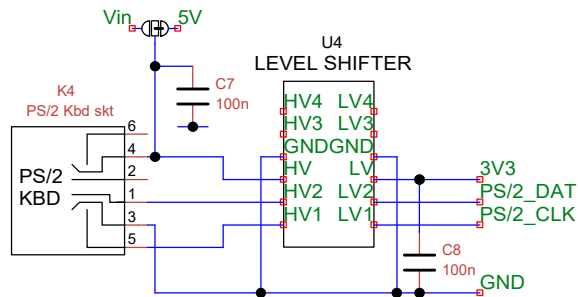 Vin 5V
U4
LEVEL SHIFTER
K4
PS/2 Kbd skt
C7
100n
HV4 LV4
HV3 LV3
GND GND
HV LV
HV2 LV2
HV1 LV1
6
4
2
1
3
5
PS/2
KBD
3V3
PS/2_DAT
PS/2_CLK
C8
100n
GND